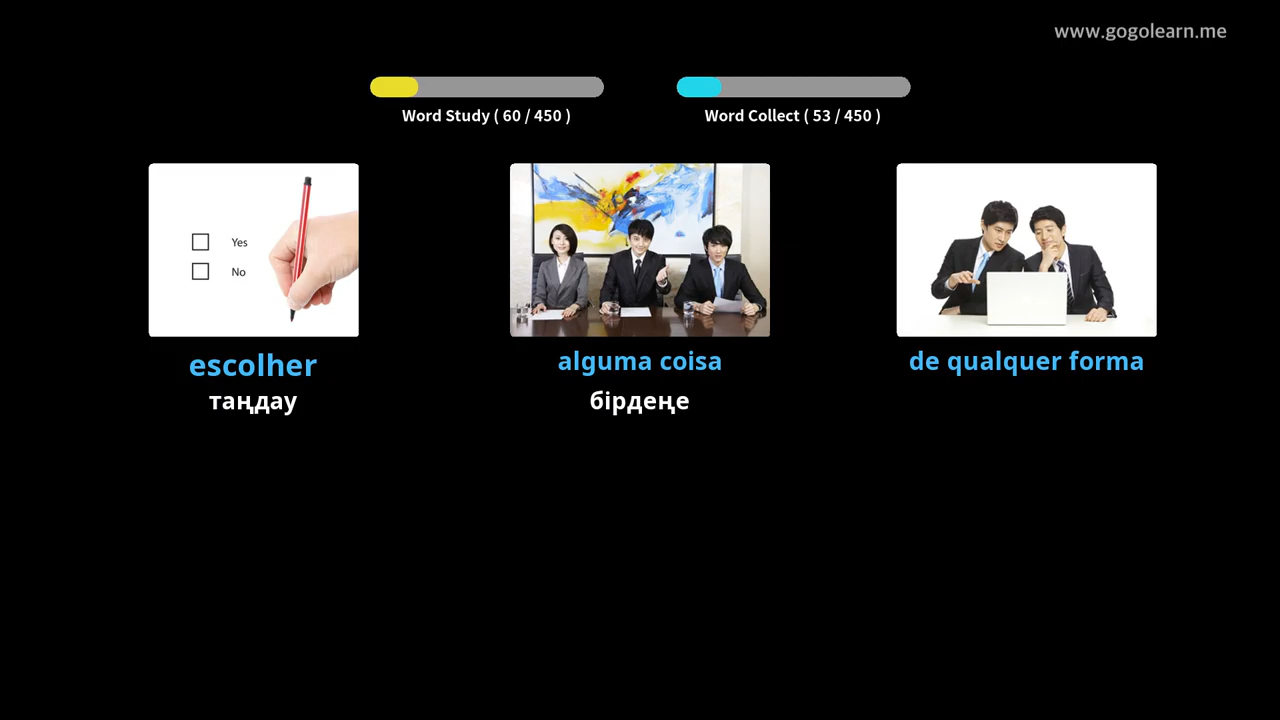 www.gogolearn.me
Word Study ( 60 / 450 )
Word Collect ( 53 / 450 )
Yes
No
escolher
таңдау
alguma coisa
бірдеңе
de qualquer forma